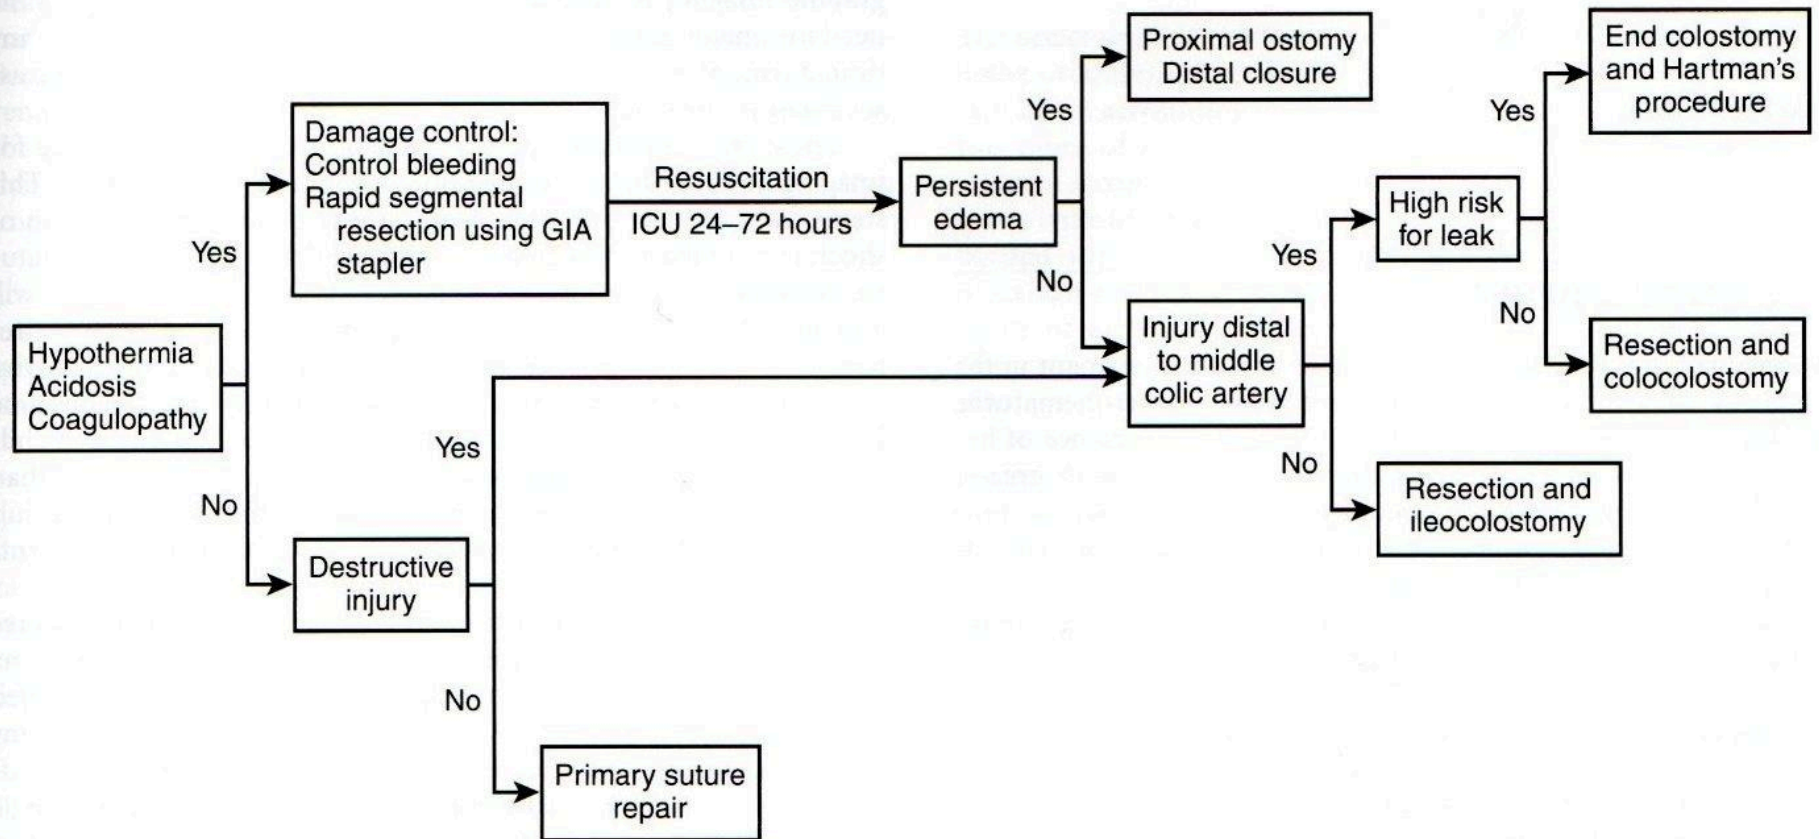 Hypothermia
Acidosis
Coagulopathy
Yes
No
Damage control:
Control bleeding
Rapid segmental
resection using GIA
stapler
Resuscitation
ICU 24–72 hours
Destructive
injury
Yes
No
Primary suture
repair
Persistent
edema
Yes
No
Proximal ostomy
Distal closure
Injury distal
to middle
colic artery
Yes
No
High risk
for leak
Resection and
ileocolostomy
Yes
No
End colostomy
and Hartman's
procedure
Resection and
colocolostomy